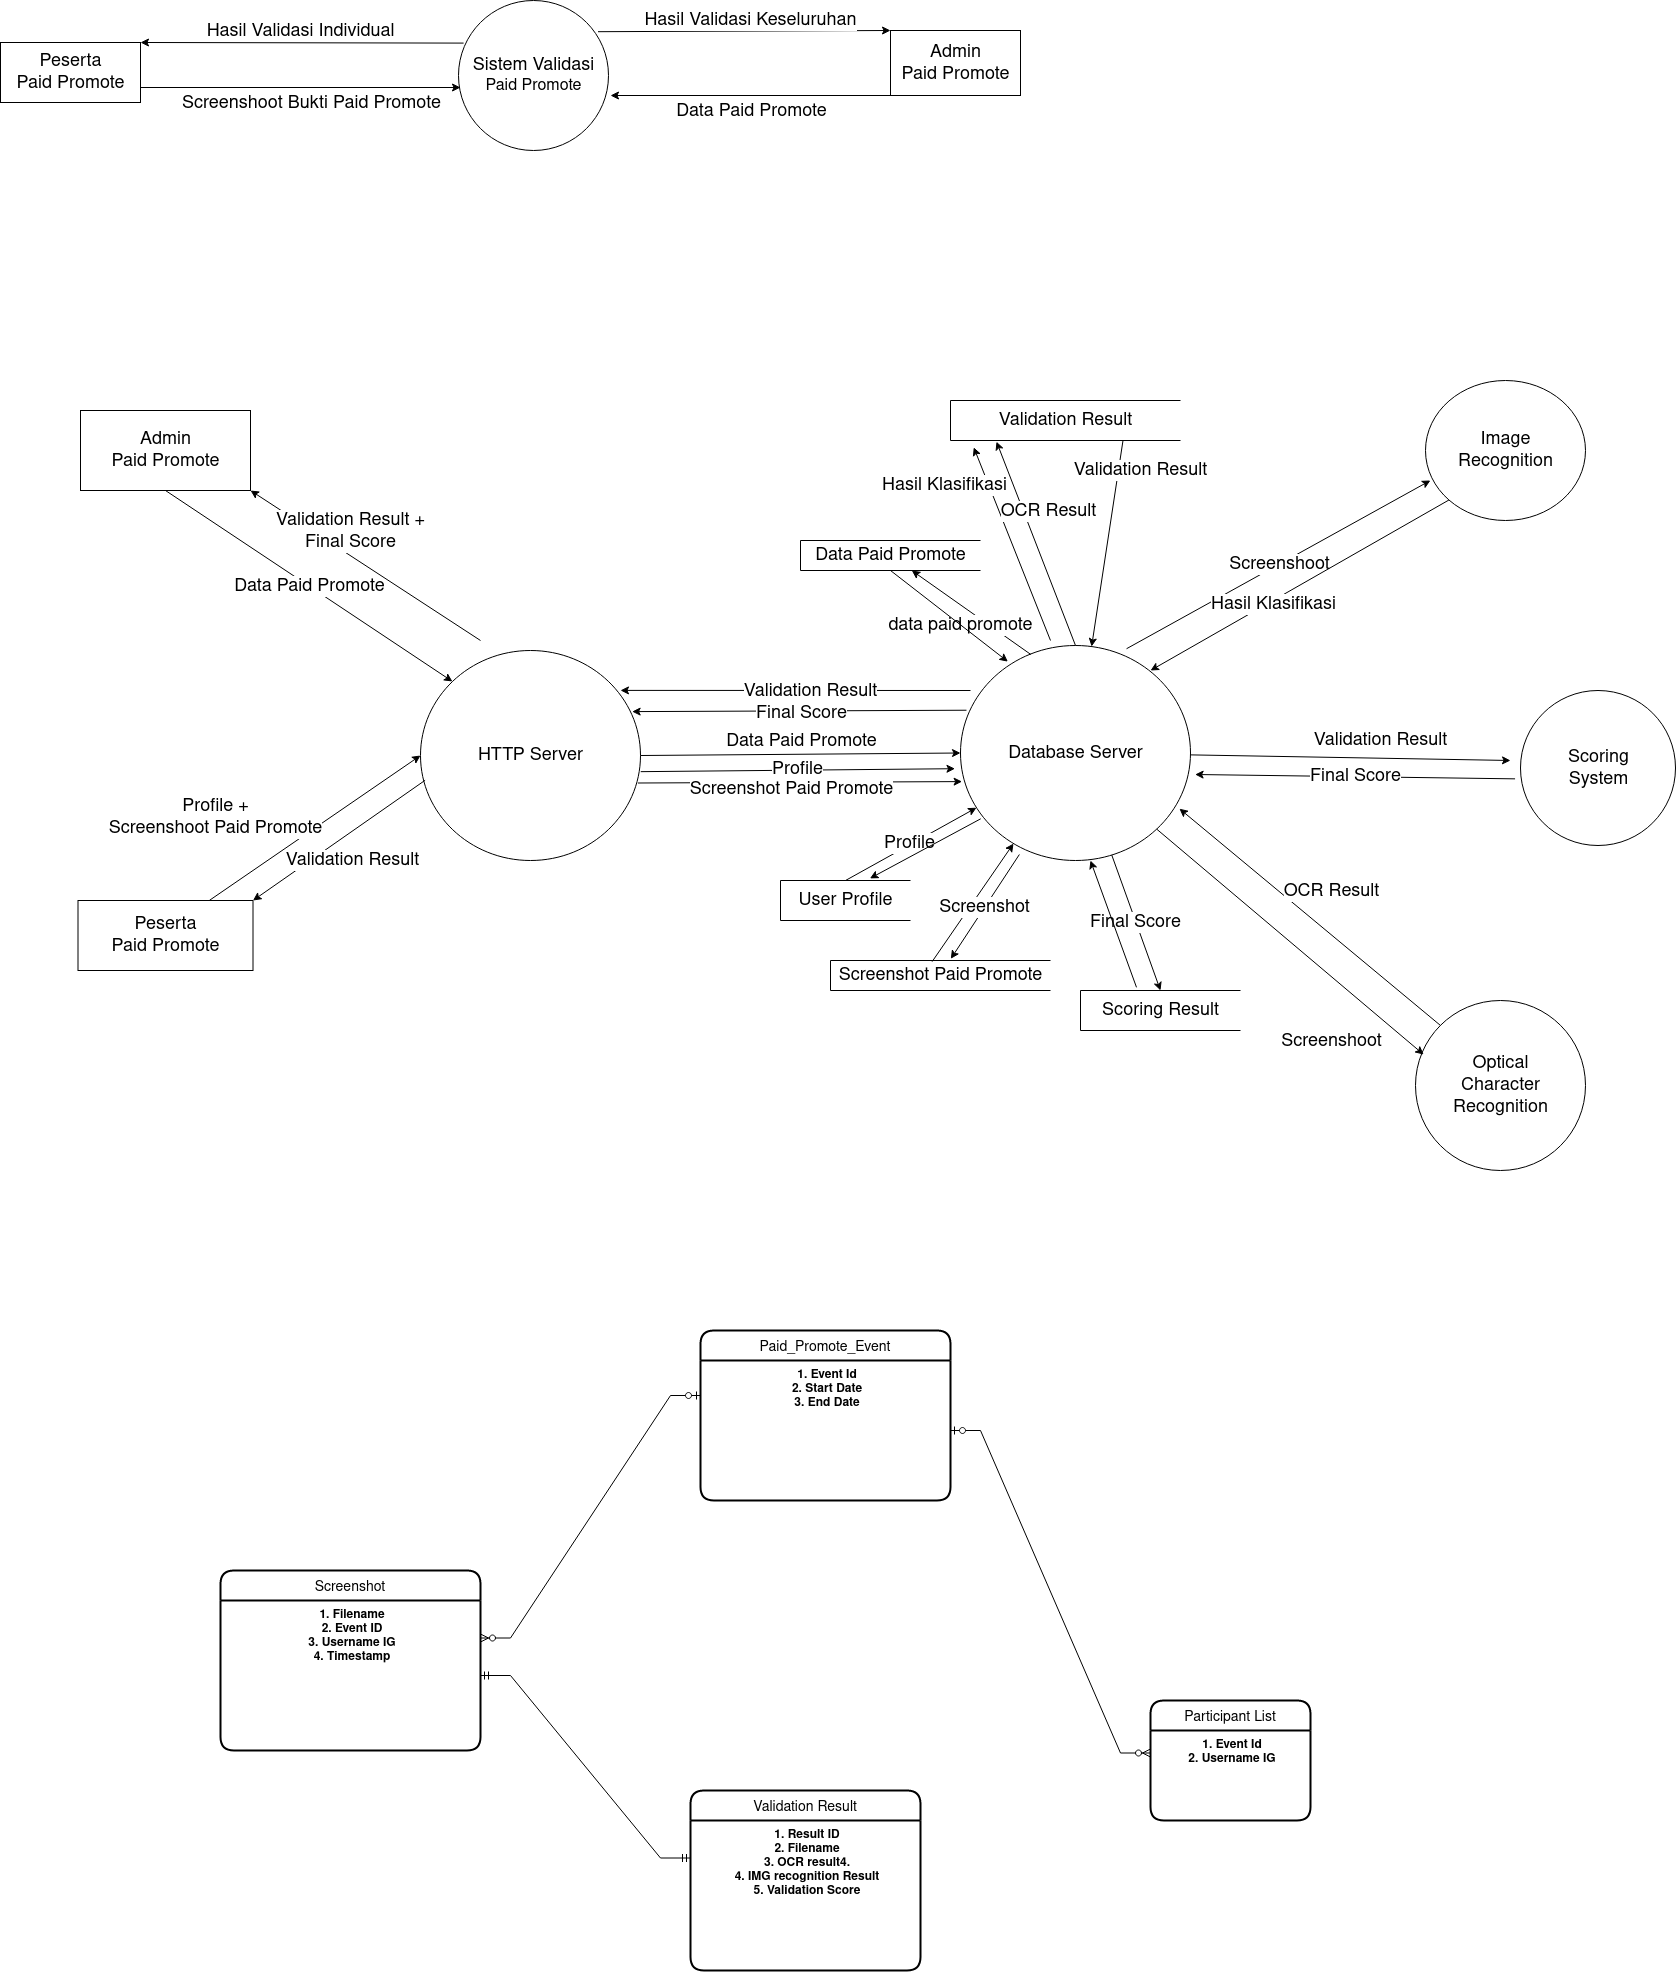 Hasil Validasi Individual
Hasil Validasi Keseluruhan
Peserta
Paid Promote
Sistem Validasi
Paid Promote
Admin
Paid Promote
Screenshoot Bukti Paid Promote
Data Paid Promote
Admin
Paid Promote
Validation Result +
Final Score
Data Paid Promote
HTTP Server
Profile +
Screenshoot Paid Promote
Validation Result
Peserta
Paid Promote
Validation Result
Hasil Klasifikasi
OCR Result
Validation Result
Data Paid Promote
data paid promote
Image
Recognition
Screenshoot
Hasil Klasifikasi
Validation Result
Final Score
Data Paid Promote
Profile
Screenshot Paid Promote
Database Server
Validation Result
Final Score
Scoring
System
Profile
User Profile
Screenshot
Screenshot Paid Promote
Final Score
Scoring Result
OCR Result
Screenshoot
Optical
Character
Recognition
Paid_Promote_Event
1. Event Id
2. Start Date
3. End Date
Screenshot
1. Filename
2. Event ID
3. Username IG
4. Timestamp
Participant List
1. Event Id
2. Username IG
Validation Result
1. Result ID
2. Filename
3. OCR result4.
4. IMG recognition Result
5. Validation Score